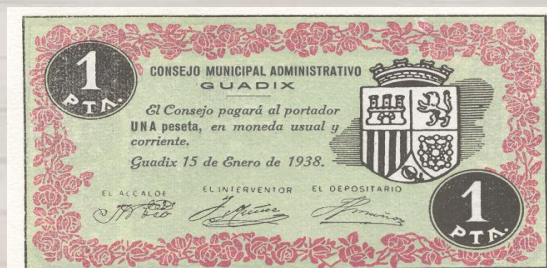 1
PTA.
CONSEJO MUNICIPAL ADMINISTRATIVO
GUADIX
El Consejo pagará al portador
UNA peseta, en moneda usual y
corriente.
Guadix 15 de Enero de 1938.
EL ALCALDE EL INTERVENTOR EL DEPOSITARIO
1
PTA.